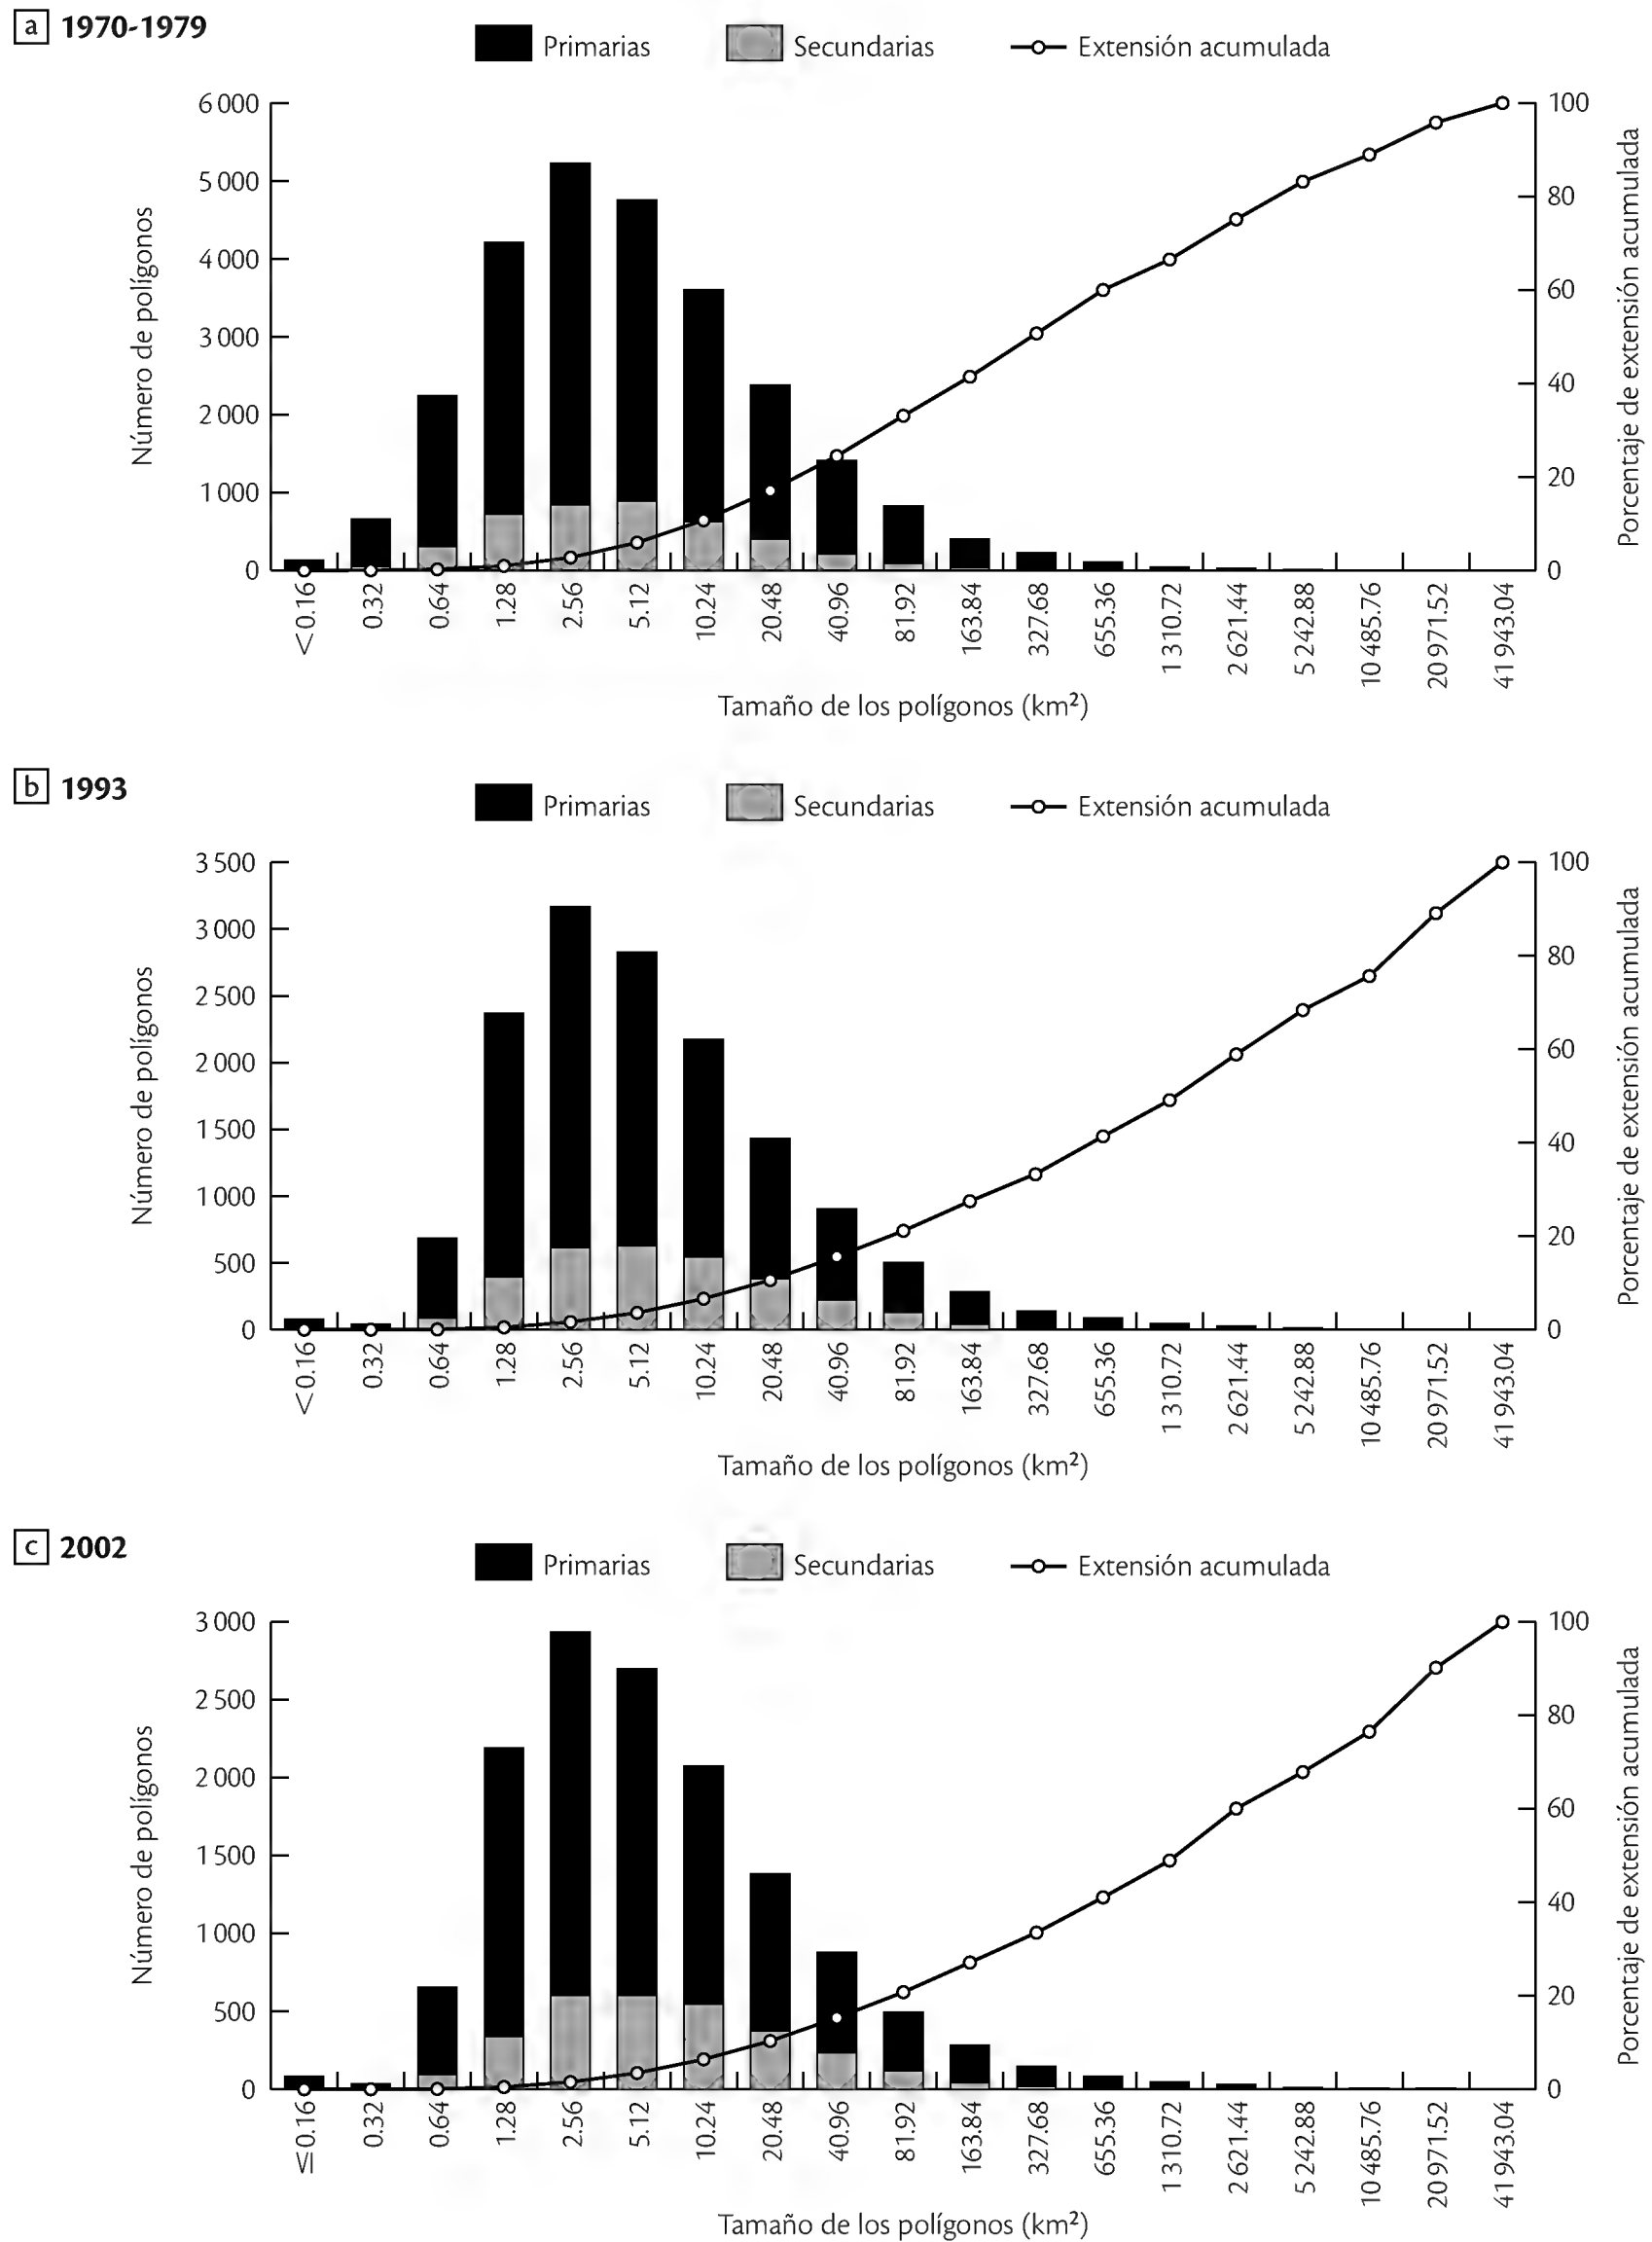 a 1970-1979
Primarias Secundarias Extensión acumulada
6 000
5 000
4 000
3 000
2 000
1 000
0
Número de polígonos
100
80
60
40
20
0
Porcentaje de extensión acumulada
<0.16 0.32 0.64 1.28 2.56 5.12 10.24 20.48 40.96 81.92 163.84 327.68 655.36 1 310.72 2 621.44 5 242.88 10 485.76 20 971.52 41 943.04
Tamaño de los polígonos (km²)
b 1993
Primarias Secundarias Extensión acumulada
3 500
3 000
2 500
2 000
1 500
1 000
500
0
Número de polígonos
100
80
60
40
20
0
Porcentaje de extensión acumulada
<0.16 0.32 0.64 1.28 2.56 5.12 10.24 20.48 40.96 81.92 163.84 327.68 655.36 1 310.72 2 621.44 5 242.88 10 485.76 20 971.52 41 943.04
Tamaño de los polígonos (km²)
c 2002
Primarias Secundarias Extensión acumulada
3 000
2 500
2 000
1 500
1 000
500
0
Número de polígonos
100
80
60
40
20
0
Porcentaje de extensión acumulada
≤0.16 0.32 0.64 1.28 2.56 5.12 10.24 20.48 40.96 81.92 163.84 327.68 655.36 1 310.72 2 621.44 5 242.88 10 485.76 20 971.52 41 943.04
Tamaño de los polígonos (km²)